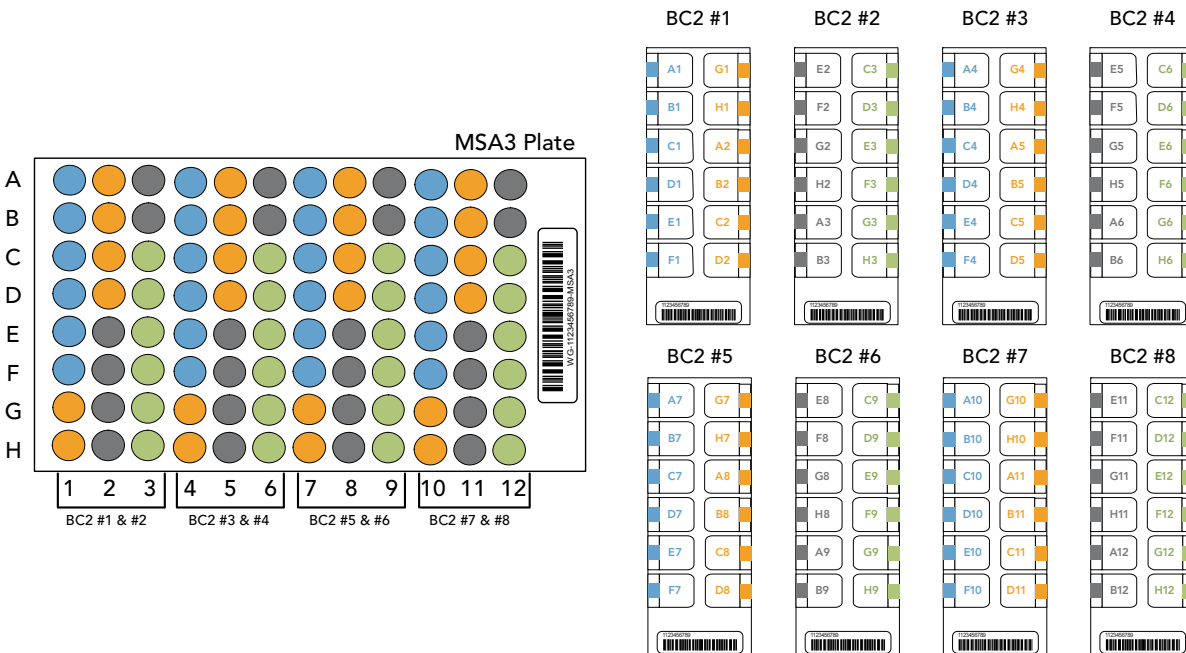 MSA3 Plate
A
B
C
D
E
F
G
H
WG-1123456789-MSA3
1 2 3 4 5 6 7 8 9 10 11 12
BC2 #1 & #2 BC2 #3 & #4 BC2 #5 & #6 BC2 #7 & #8
BC2 #1 BC2 #2 BC2 #3 BC2 #4
A1 G1 E2 C3 A4 G4 E5 C6
B1 H1 F2 D3 B4 H4 F5 D6
C1 A2 G2 E3 C4 A5 G5 E6
D1 B2 H2 F3 D4 B5 H5 F6
E1 C2 A3 G3 E4 C5 A6 G6
F1 D2 B3 H3 F4 D5 B6 H6
1123456789 1123456789 1123456789 1123456789
BC2 #5 BC2 #6 BC2 #7 BC2 #8
A7 G7 E8 C9 A10 G10 E11 C12
B7 H7 F8 D9 B10 H10 F11 D12
C7 A8 G8 E9 C10 A11 G11 E12
D7 B8 H8 F9 D10 B11 H11 F12
E7 C8 A9 G9 E10 C11 A12 G12
F7 D8 B9 H9 F10 D11 B12 H12
1123456789 1123456789 1123456789 1123456789